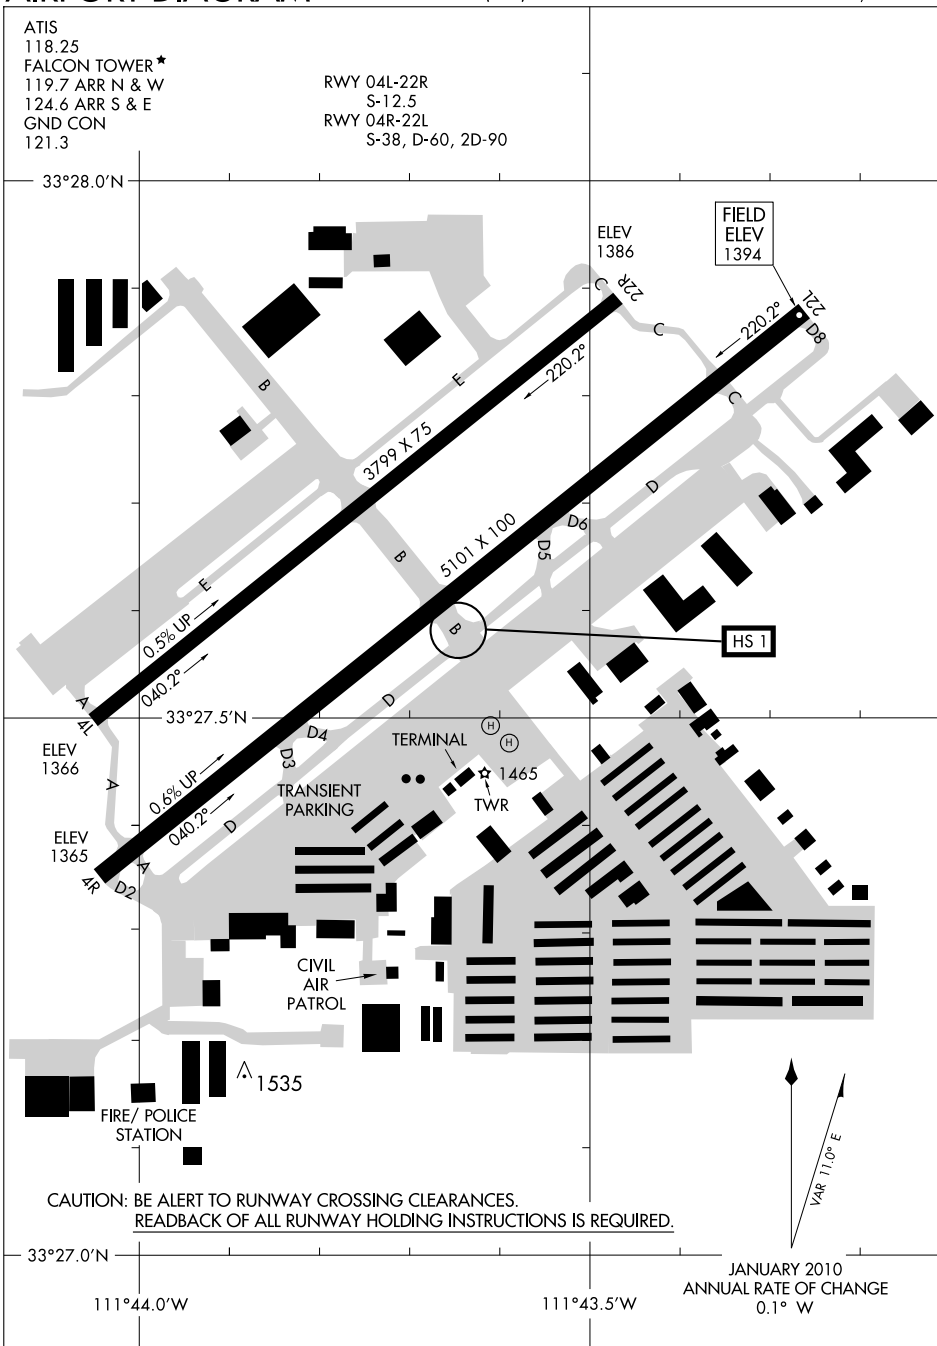 AIRPORT DIAGRAM
ATIS
118.25
FALCON TOWER★
119.7 ARR N & W
124.6 ARR S & E
GND CON
121.3
RWY 04L-22R
S-12.5
RWY 04R-22L
S-38, D-60, 2D-90
33°28.0'N
ELEV
1386
FIELD
ELEV
1394
C
22R
22L
C
220.2°
D8
220.2°
B
E
C
3799 X 75
D
5101 X 100
D6
D5
B
E
0.5% UP
B
HS 1
040.2°
A
4L
D
33°27.5'N
H
H
D4
TERMINAL
ELEV
1366
D3
1465
A
0.6% UP
TRANSIENT
PARKING
TWR
040.2°
D
ELEV
1365
A
4R
D2
CIVIL
AIR
PATROL
1535
FIRE/ POLICE
STATION
VAR 11.0° E
CAUTION: BE ALERT TO RUNWAY CROSSING CLEARANCES.
READBACK OF ALL RUNWAY HOLDING INSTRUCTIONS IS REQUIRED.
33°27.0'N
JANUARY 2010
ANNUAL RATE OF CHANGE
0.1° W
111°44.0'W
111°43.5'W